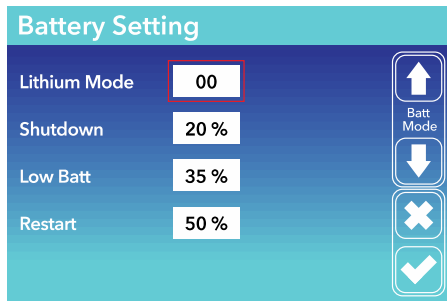 Battery Setting
Lithium Mode 00
Shutdown 20 %
Low Batt 35 %
Restart 50 %
Batt
Mode